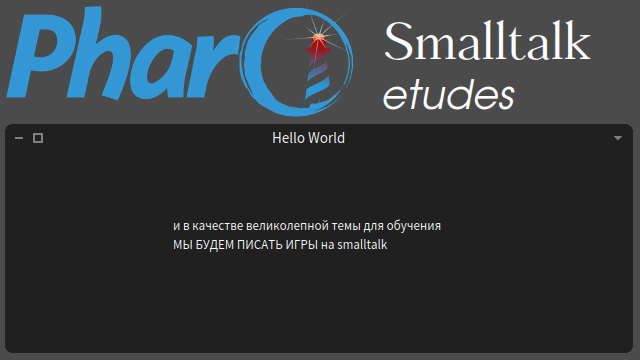 Pharo
Smalltalk
etudes
Hello World
и в качестве великолепной темы для обучения
МЫ БУДЕМ ПИСАТЬ ИГРЫ на smalltalk